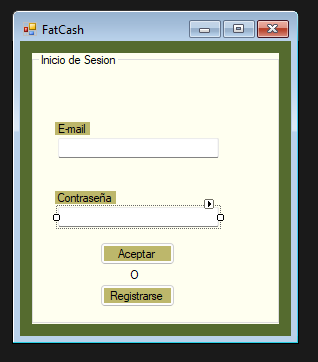 FatCash
Inicio de Sesion
E-mail
Contraseña
Aceptar
O
Registrarse